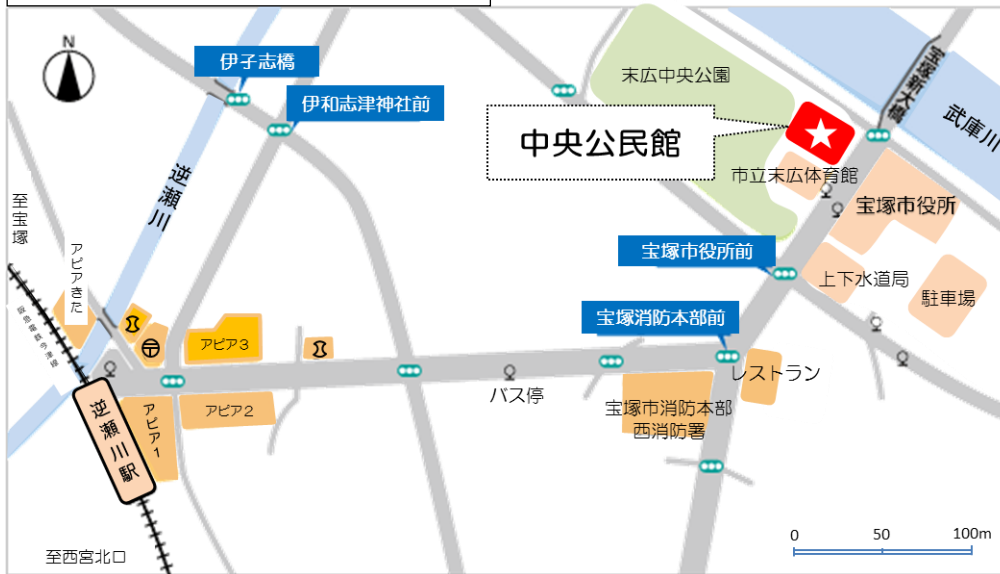 N
伊子志橋
伊和志津神社前
末広中央公園
宝塚新大橋
武庫川
中央公民館
市立末広体育館
宝塚市役所
逆瀬川
至宝塚
アピアきた
阪急電鉄今津線
宝塚市役所前
上下水道局
駐車場
宝塚消防本部前
アピア3
レストラン
バス停
アピア1
アピア2
宝塚市消防本部
西消防署
逆瀬川駅
至西宮北口
0 50 100m